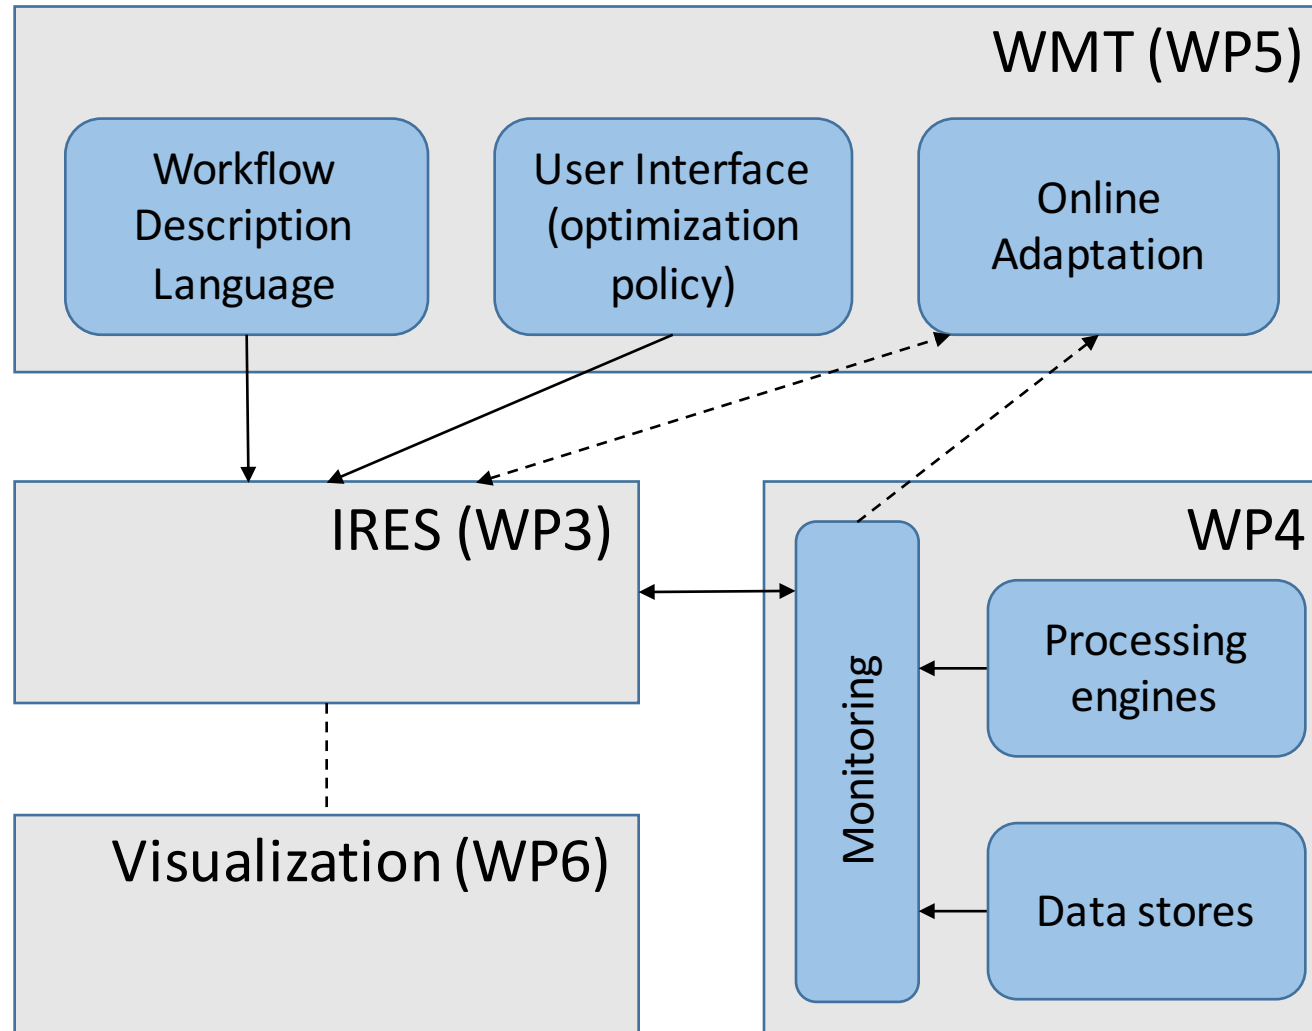 WMT (WP5)
Workflow
Description
Language
User Interface
(optimization
policy)
Online
Adaptation
IRES (WP3)
WP4
Monitoring
Processing
engines
Data stores
Visualization (WP6)